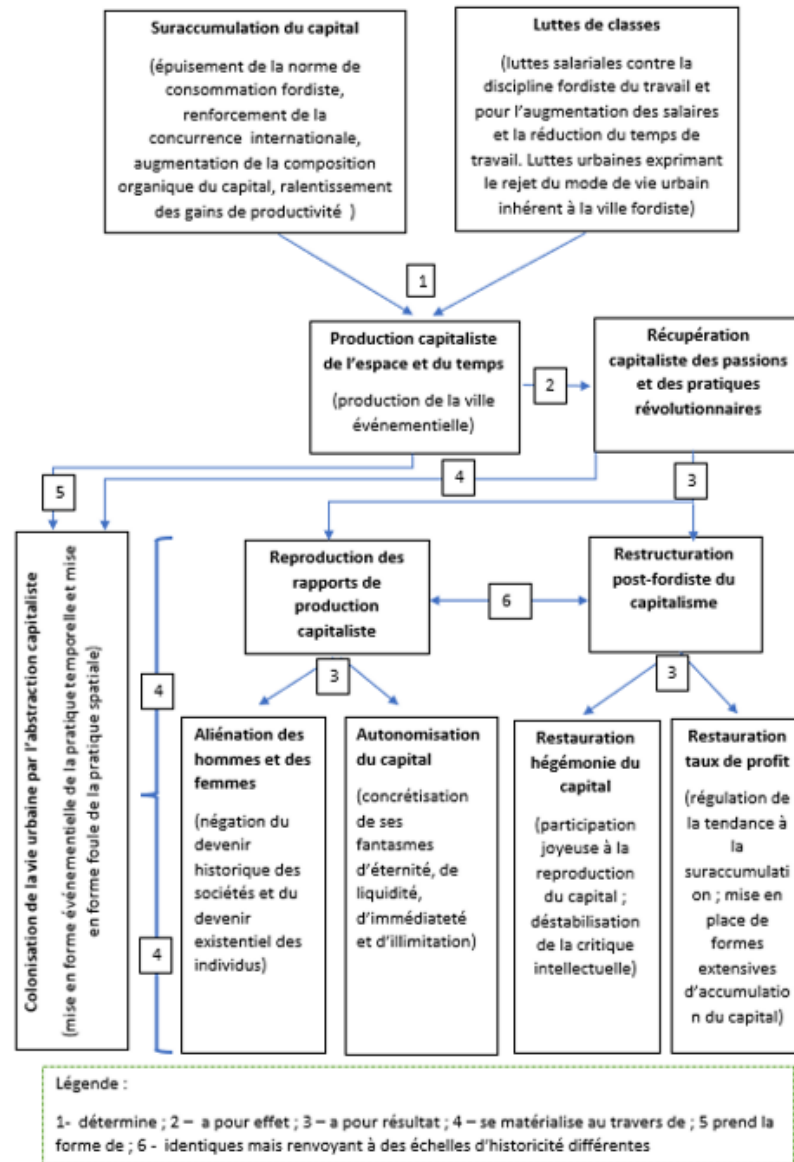 Suraccumulation du capital
(épuisement de la norme de
consommation fordiste,
renforcement de la
concurrence internationale,
augmentation de la composition
organique du capital, ralentissement
des gains de productivité )
Luttes de classes
(luttes salariales contre la
discipline fordiste du travail et
pour l’augmentation des salaires
et la réduction du temps de
travail. Luttes urbaines exprimant
le rejet du mode de vie urbain
inhérent à la ville fordiste)
1
Production capitaliste
de l’espace et du temps
(production de la ville
événementielle)
2
Récupération
capitaliste des passions
et des pratiques
révolutionnaires
5
4
3
Colonisation de la vie urbaine par l’abstraction capitaliste
(mise en forme événementielle de la pratique temporelle et mise
en forme foule de la pratique spatiale)
4
4
Reproduction des
rapports de
production
capitaliste
6
Restructuration
post-fordiste du
capitalisme
3
3
Aliénation des
hommes et des
femmes
(négation du
devenir
historique des
sociétés et du
devenir
existentiel des
individus)
Autonomisation
du capital
(concrétisation
de ses
fantasmes
d’éternité, de
liquidité,
d’immédiateté
et d’illimitation)
Restauration
hégémonie du
capital
(participation
joyeuse à la
reproduction
du capital ;
déstabilisation
de la critique
intellectuelle)
Restauration
taux de profit
(régulation de
la tendance à
la
suraccumulati
on ; mise en
place de
formes
extensives
d’accumulatio
n du capital)
Légende :
1- détermine ; 2 – a pour effet ; 3 – a pour résultat ; 4 – se matérialise au travers de ; 5 prend la
forme de ; 6 - identiques mais renvoyant à des échelles d’historicité différentes